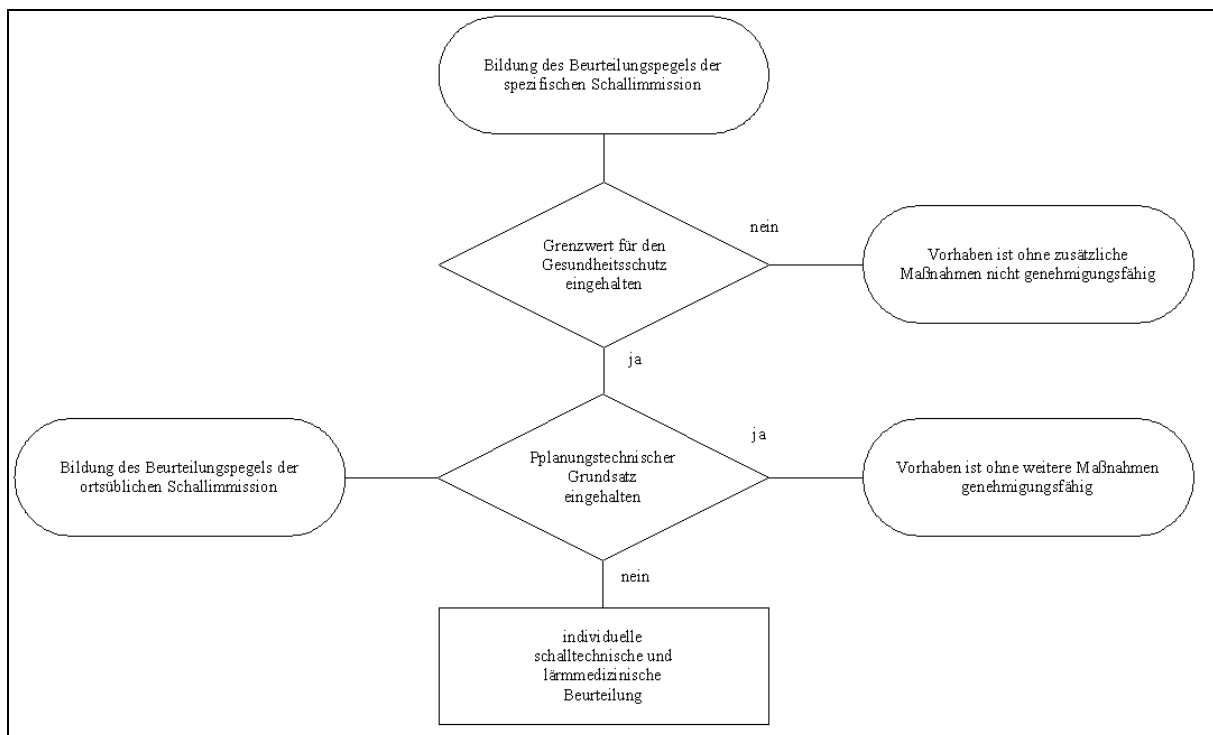 Bildung des Beurteilungspegels der
spezifischen Schallimmission
Grenzwert für den
Gesundheitsschutz
eingehalten
nein
Vorhaben ist ohne zusätzliche
Maßnahmen nicht genehmigungsfähig
ja
Bildung des Beurteilungspegels der
ortsüblichen Schallimmission
Pplanungstechnischer
Grundsatz
eingehalten
ja
Vorhaben ist ohne weitere Maßnahmen
genehmigungsfähig
nein
individuelle
schalltechnische und
lärmmedizinische
Beurteilung